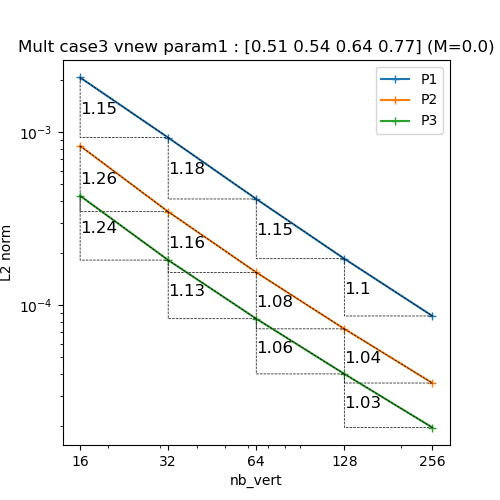 Mult case3 vnew param1 : [0.51 0.54 0.64 0.77] (M=0.0)
P1
P2
P3
10⁻³
10⁻⁴
L2 norm
1.15
1.18
1.15
1.1
1.26
1.16
1.08
1.04
1.24
1.13
1.06
1.03
16 32 64 128 256
nb_vert